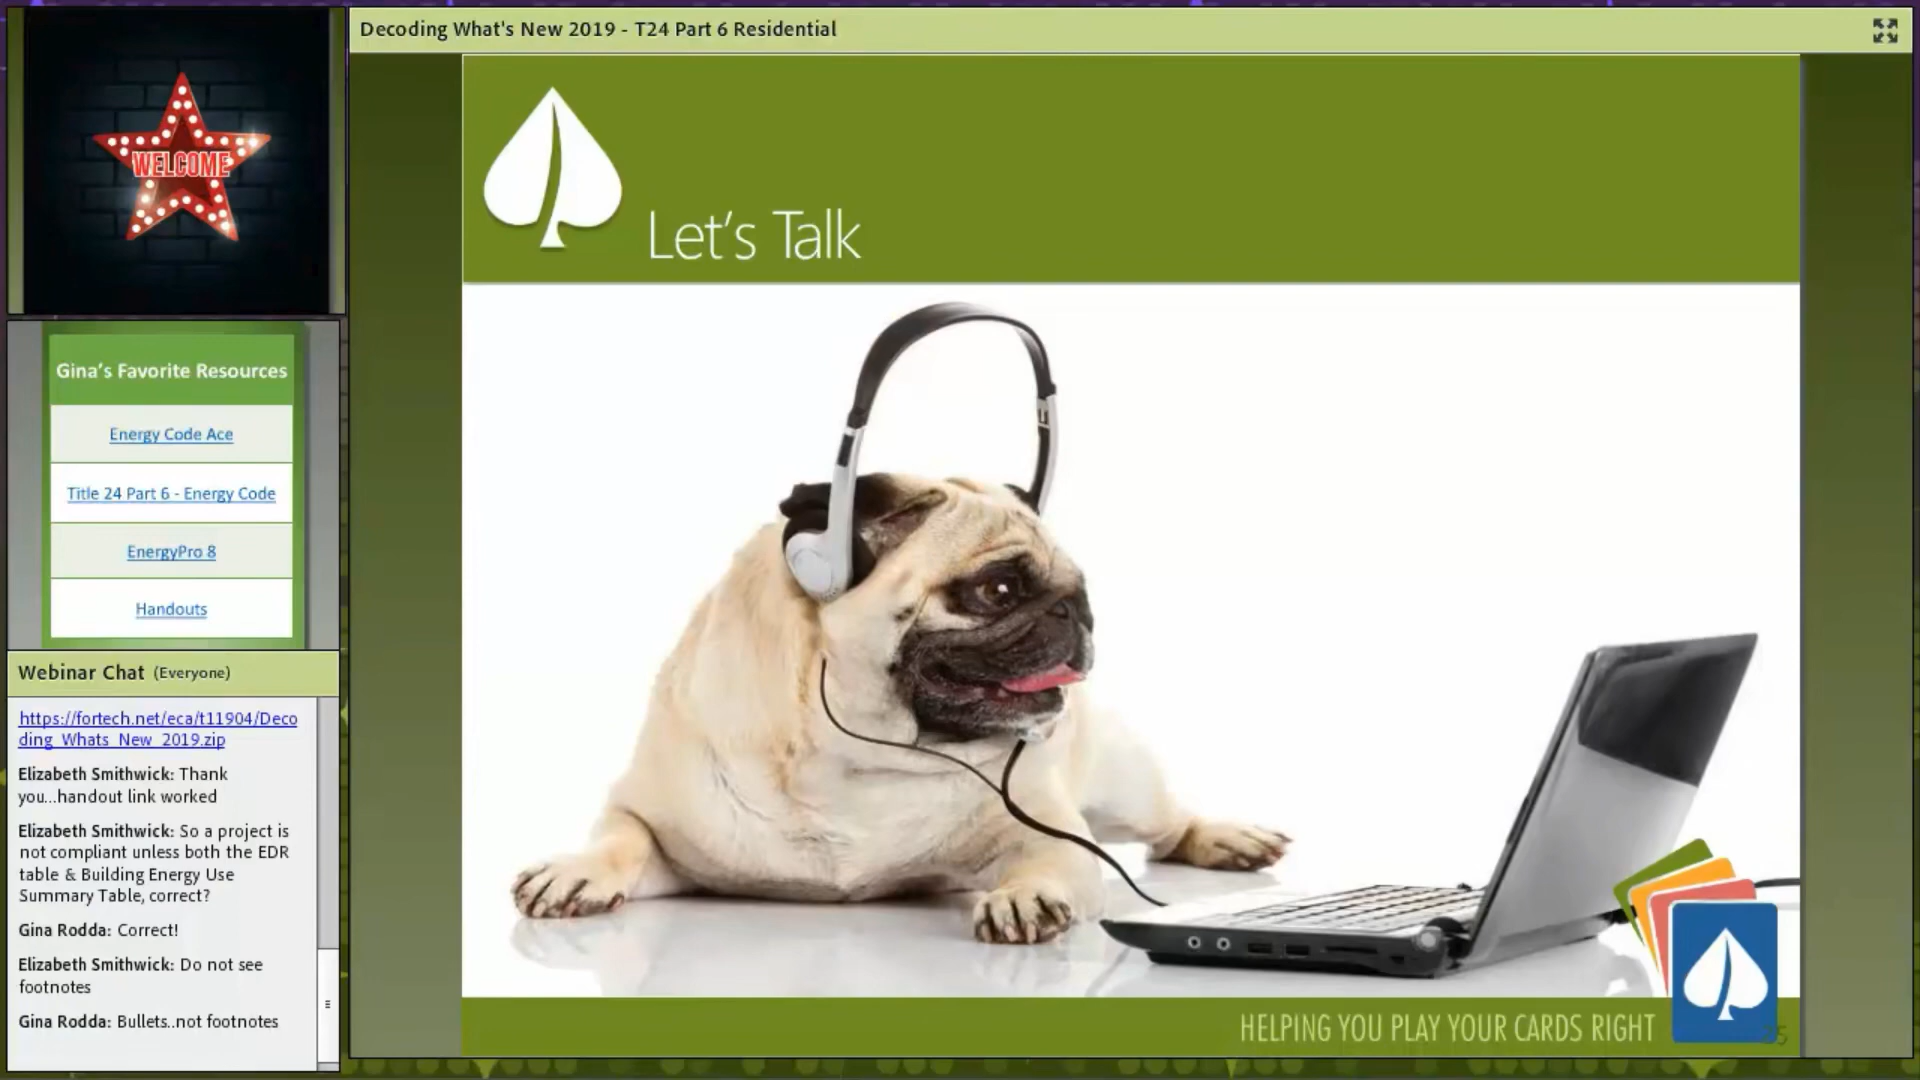 Decoding What's New 2019 - T24 Part 6 Residential
WELCOME
Let's Talk
Gina's Favorite Resources
Energy Code Ace
Title 24 Part 6 - Energy Code
EnergyPro 8
Handouts
Webinar Chat (Everyone)
https://fortech.net/eca/t11904/Deco
ding_Whats_New_2019.zip
Elizabeth Smithwick: Thank
you...handout link worked
Elizabeth Smithwick: So a project is
not compliant unless both the EDR
table & Building Energy Use
Summary Table, correct?
Gina Rodda: Correct!
Elizabeth Smithwick: Do not see
footnotes
Gina Rodda: Bullets..not footnotes
HELPING YOU PLAY YOUR CARDS RIGHT